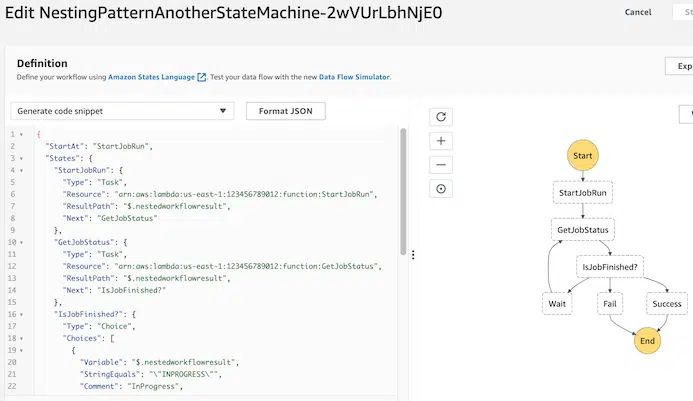 Edit NestingPatternAnotherStateMachine-2wVUrLbhNjE0
Cancel
St
Definition
Define your workflow using Amazon States Language. Test your data flow with the new Data Flow Simulator.
Exp
Generate code snippet
Format JSON
1 {
2 "StartAt": "StartJobRun",
3 "States": {
4 "StartJobRun": {
5 "Type": "Task",
6 "Resource": "arn:aws:lambda:us-east-1:123456789012:function:StartJobRun",
7 "ResultPath": "$.nestedworkflowresult",
8 "Next": "GetJobStatus"
9 },
10 "GetJobStatus": {
11 "Type": "Task",
12 "Resource": "arn:aws:lambda:us-east-1:123456789012:function:GetJobStatus",
13 "ResultPath": "$.nestedworkflowresult",
14 "Next": "IsJobFinished?"
15 },
16 "IsJobFinished?": {
17 "Type": "Choice",
18 "Choices": [
19 {
20 "Variable": "$.nestedworkflowresult",
21 "StringEquals": "\"INPROGRESS\"",
22 "Comment": "InProgress",
Start
StartJobRun
GetJobStatus
IsJobFinished?
Wait
Fail
Success
End